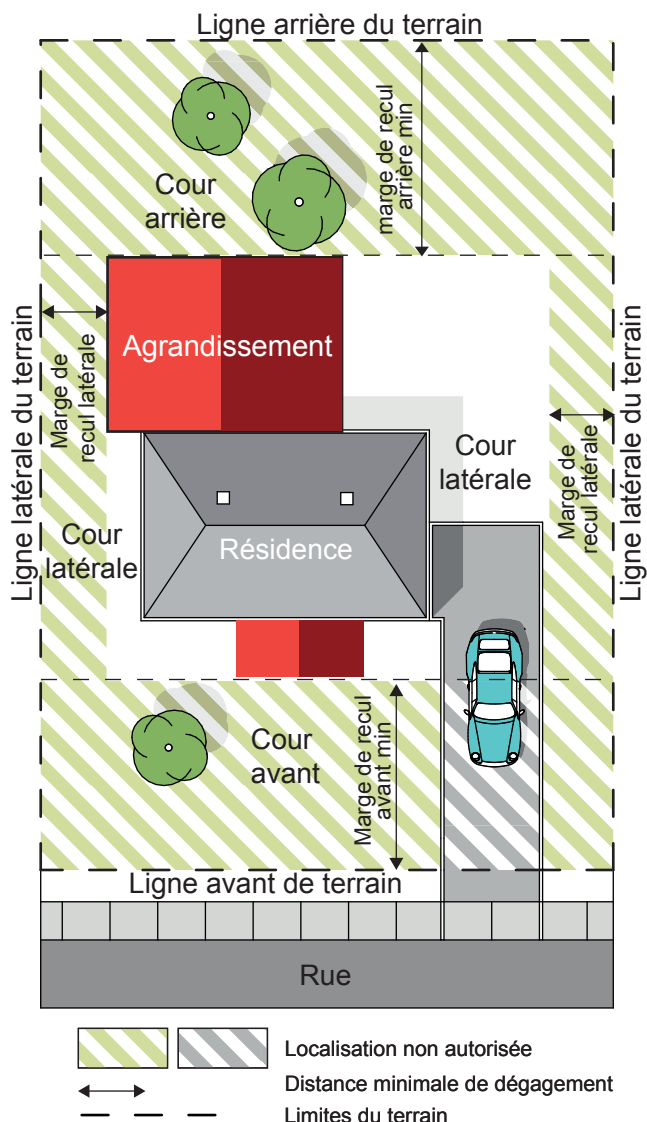 Ligne arrière du terrain
marge de recul
arrière min
Cour
arrière
Agrandissement
Marge de
recul latérale
Ligne latérale du terrain
Ligne latérale du terrain
Cour
latérale
Marge de
recul latérale
Résidence
Cour
latérale
Cour
avant
Marge de recul
avant min
Ligne avant de terrain
Rue
Localisation non autorisée
Distance minimale de dégagement
Limites du terrain